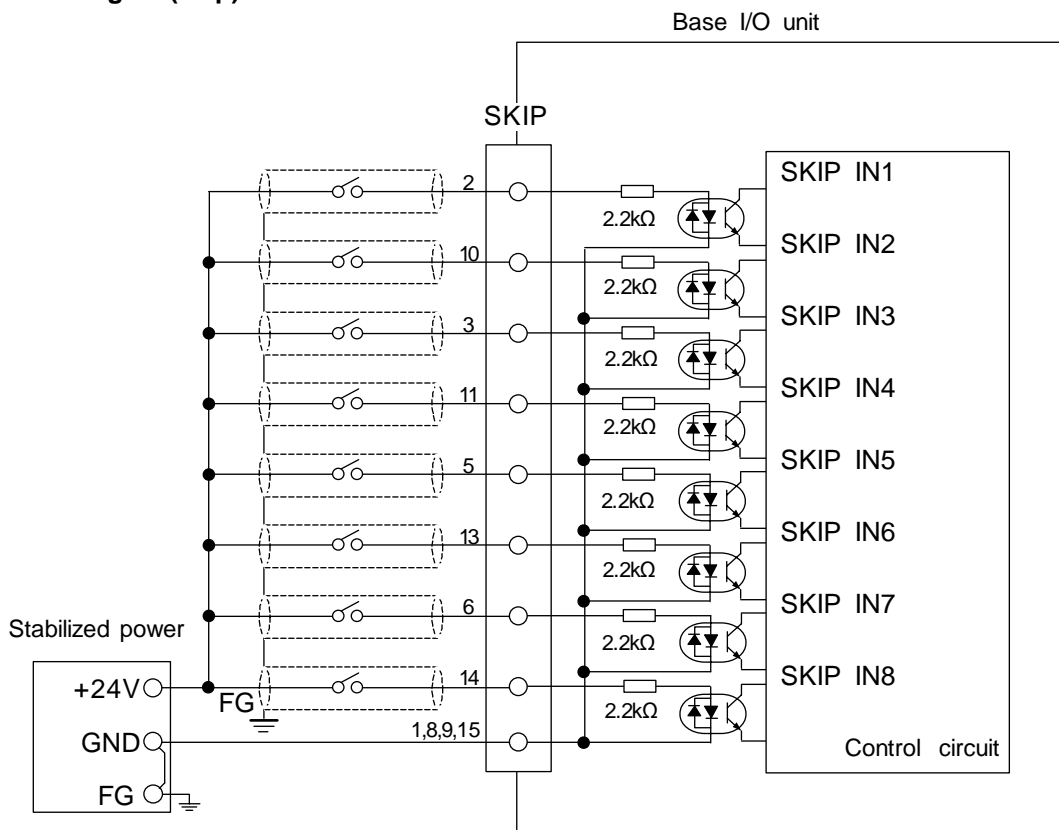 Base I/O unit
SKIP
2
2.2kΩ
SKIP IN1
10
2.2kΩ
SKIP IN2
3
2.2kΩ
SKIP IN3
11
2.2kΩ
SKIP IN4
5
2.2kΩ
SKIP IN5
13
2.2kΩ
SKIP IN6
6
2.2kΩ
SKIP IN7
14
2.2kΩ
SKIP IN8
Stabilized power
+24V
FG
GND
1,8,9,15
FG
Control circuit